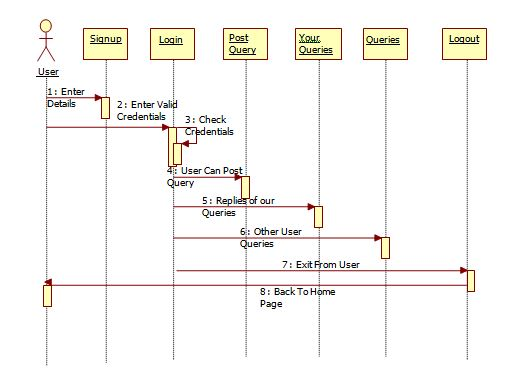 Signup
Login
Post
Query
Your
Queries
Queries
Logout
User
1 : Enter
Details
2 : Enter Valid
Credentials
3 : Check
Credentials
4 : User Can Post
Query
5 : Replies of our
Queries
6 : Other User
Queries
7 : Exit From User
8 : Back To Home
Page